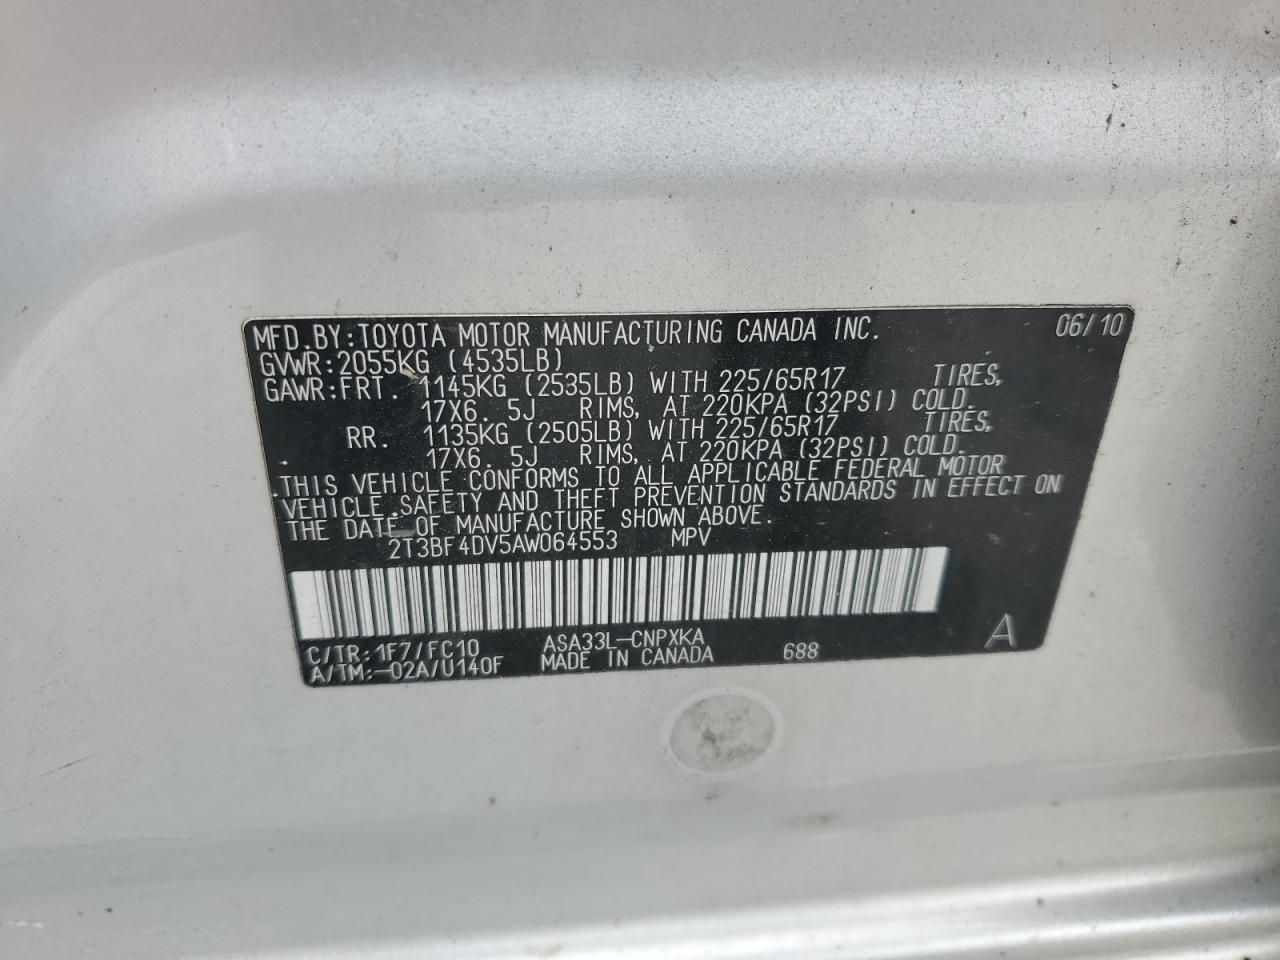 MFD.BY:TOYOTA MOTOR MANUFACTURING CANADA INC. 06/10
GVWR:2055KG (4535LB)
GAWR:FRT. 1145KG (2535LB) WITH 225/65R17 TIRES,
17X6.5J RIMS, AT 220KPA (32PSI) COLD.
RR. 1135KG (2505LB) WITH 225/65R17 TIRES,
17X6.5J RIMS, AT 220KPA (32PSI) COLD.
THIS VEHICLE CONFORMS TO ALL APPLICABLE FEDERAL MOTOR
VEHICLE SAFETY AND THEFT PREVENTION STANDARDS IN EFFECT ON
THE DATE OF MANUFACTURE SHOWN ABOVE.
2T3BF4DV5AW064553 MPV
C/TR:1F7/FC10 ASA33L-CNPXKA
A/TM:-02A/U140F MADE IN CANADA 688 A